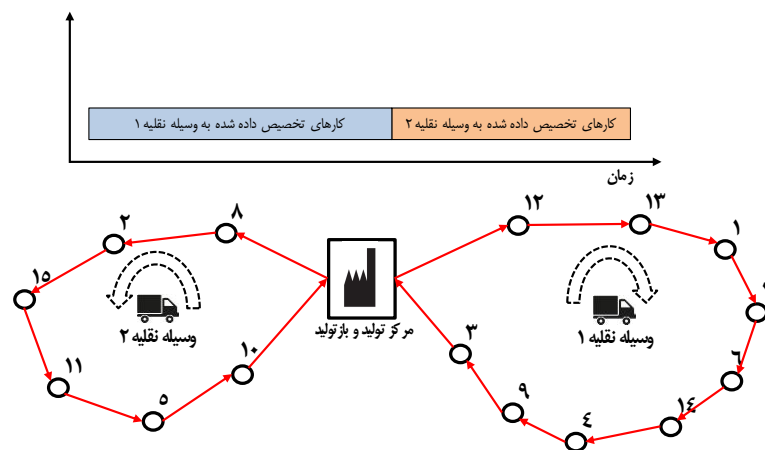 کارهای تخصیص داده شده به وسیله نقلیه ۱
کارهای تخصیص داده شده به وسیله نقلیه ۲
زمان
۱۲
۱۳
۸
۲
۱
۱۵
وسیله نقلیه ۲
مرکز تولید و بازتولید
وسیله نقلیه ۱
۳
۱۰
۶
۱۱
۵
۹
۴
۱٤